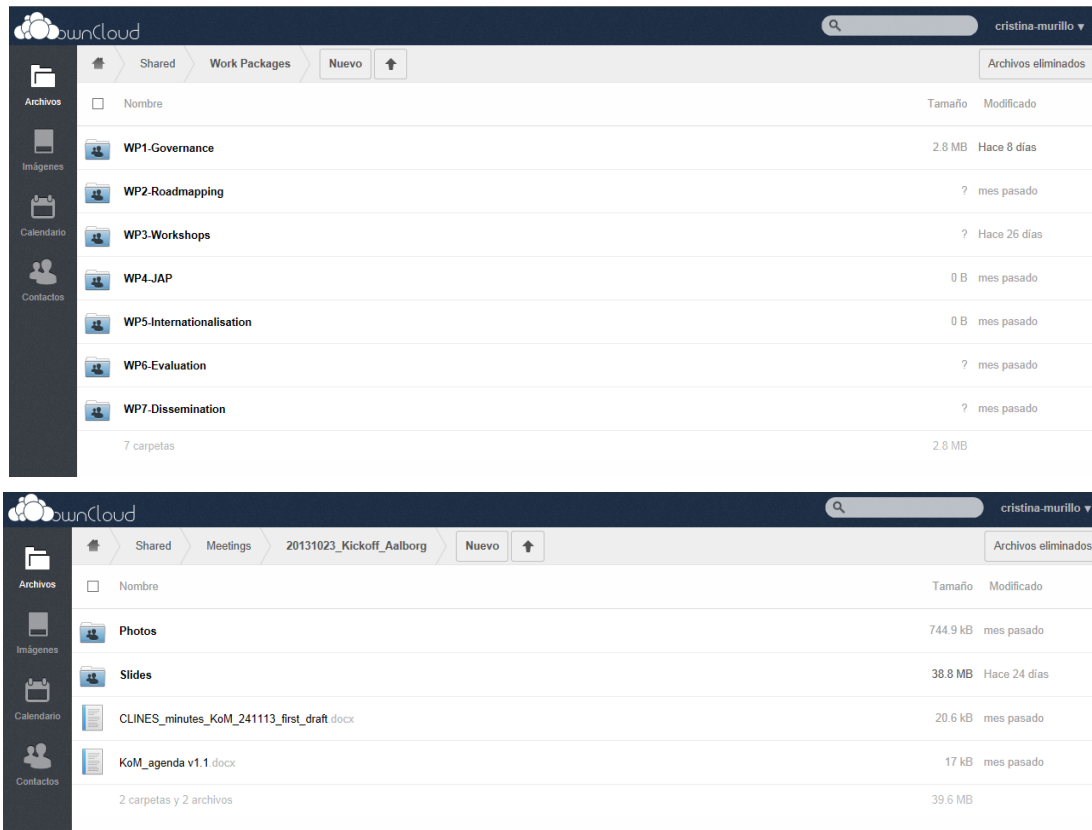 ownCloud cristina-murillo ▾
Shared Work Packages Nuevo Archivos eliminados
Archivos
Imágenes
Calendario
Contactos
Nombre Tamaño Modificado
WP1-Governance 2.8 MB Hace 8 días
WP2-Roadmapping ? mes pasado
WP3-Workshops ? Hace 26 días
WP4-JAP 0 B mes pasado
WP5-Internationalisation 0 B mes pasado
WP6-Evaluation ? mes pasado
WP7-Dissemination ? mes pasado
7 carpetas 2.8 MB
ownCloud cristina-murillo ▾
Shared Meetings 20131023_Kickoff_Aalborg Nuevo Archivos eliminados
Archivos
Imágenes
Calendario
Contactos
Nombre Tamaño Modificado
Photos 744.9 kB mes pasado
Slides 38.8 MB Hace 24 días
CLINES_minutes_KoM_241113_first_draft.docx 20.6 kB mes pasado
KoM_agenda v1.1.docx 17 kB mes pasado
2 carpetas y 2 archivos 39.6 MB